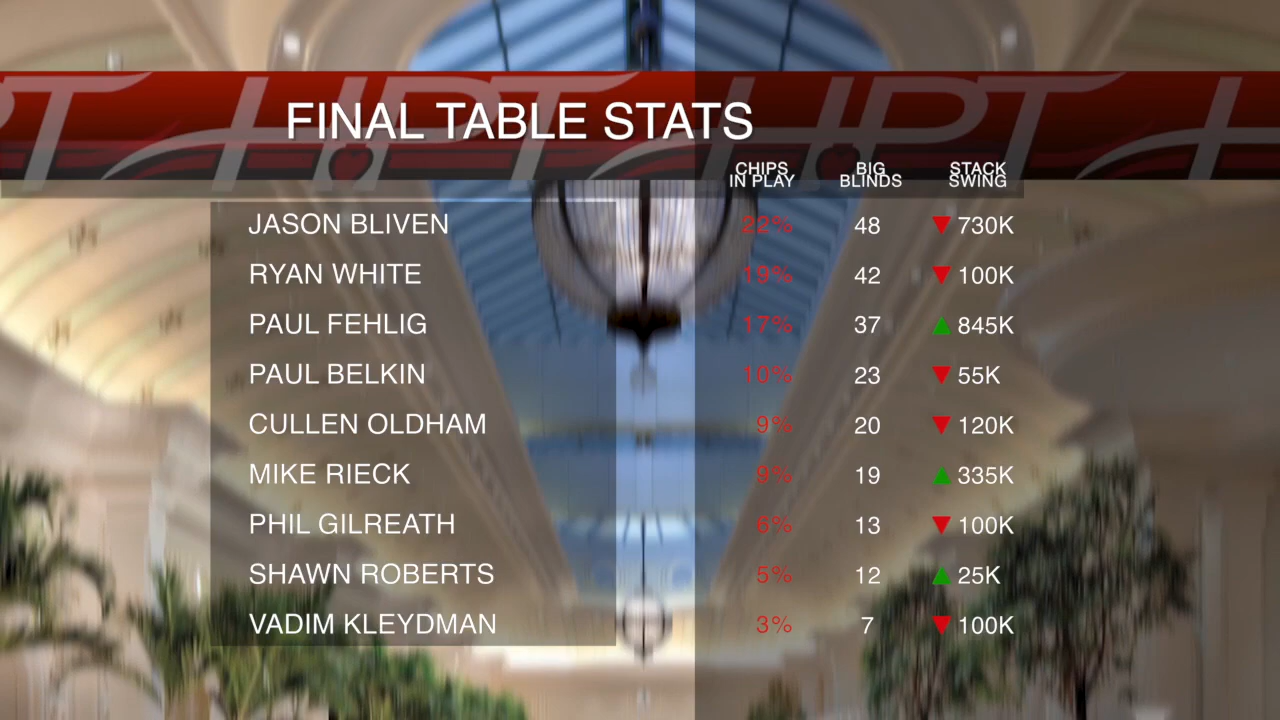 PT HPT HPT H
FINAL TABLE STATS
CHIPS IN PLAY BIG BLINDS STACK SWING
JASON BLIVEN 22% 48 ▼ 730K
RYAN WHITE 19% 42 ▼ 100K
PAUL FEHLIG 17% 37 ▲ 845K
PAUL BELKIN 10% 23 ▼ 55K
CULLEN OLDHAM 9% 20 ▼ 120K
MIKE RIECK 9% 19 ▲ 335K
PHIL GILREATH 6% 13 ▼ 100K
SHAWN ROBERTS 5% 12 ▲ 25K
VADIM KLEYDMAN 3% 7 ▼ 100K